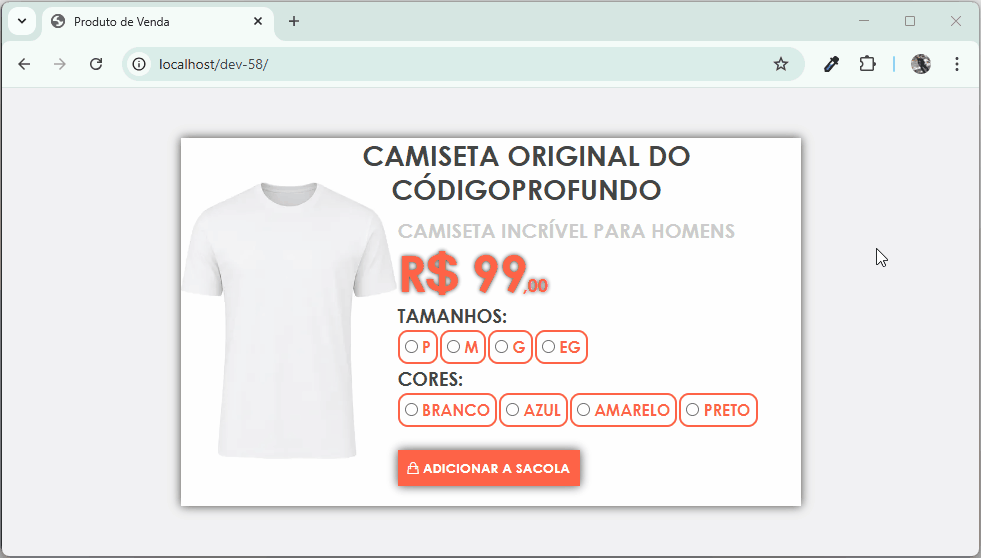 Produto de Venda
localhost/dev-58/
CAMISETA ORIGINAL DO
CÓDIGOPROFUNDO
CAMISETA INCRÍVEL PARA HOMENS
R$ 99,00
TAMANHOS:
P M G EG
CORES:
BRANCO AZUL AMARELO PRETO
ADICIONAR A SACOLA